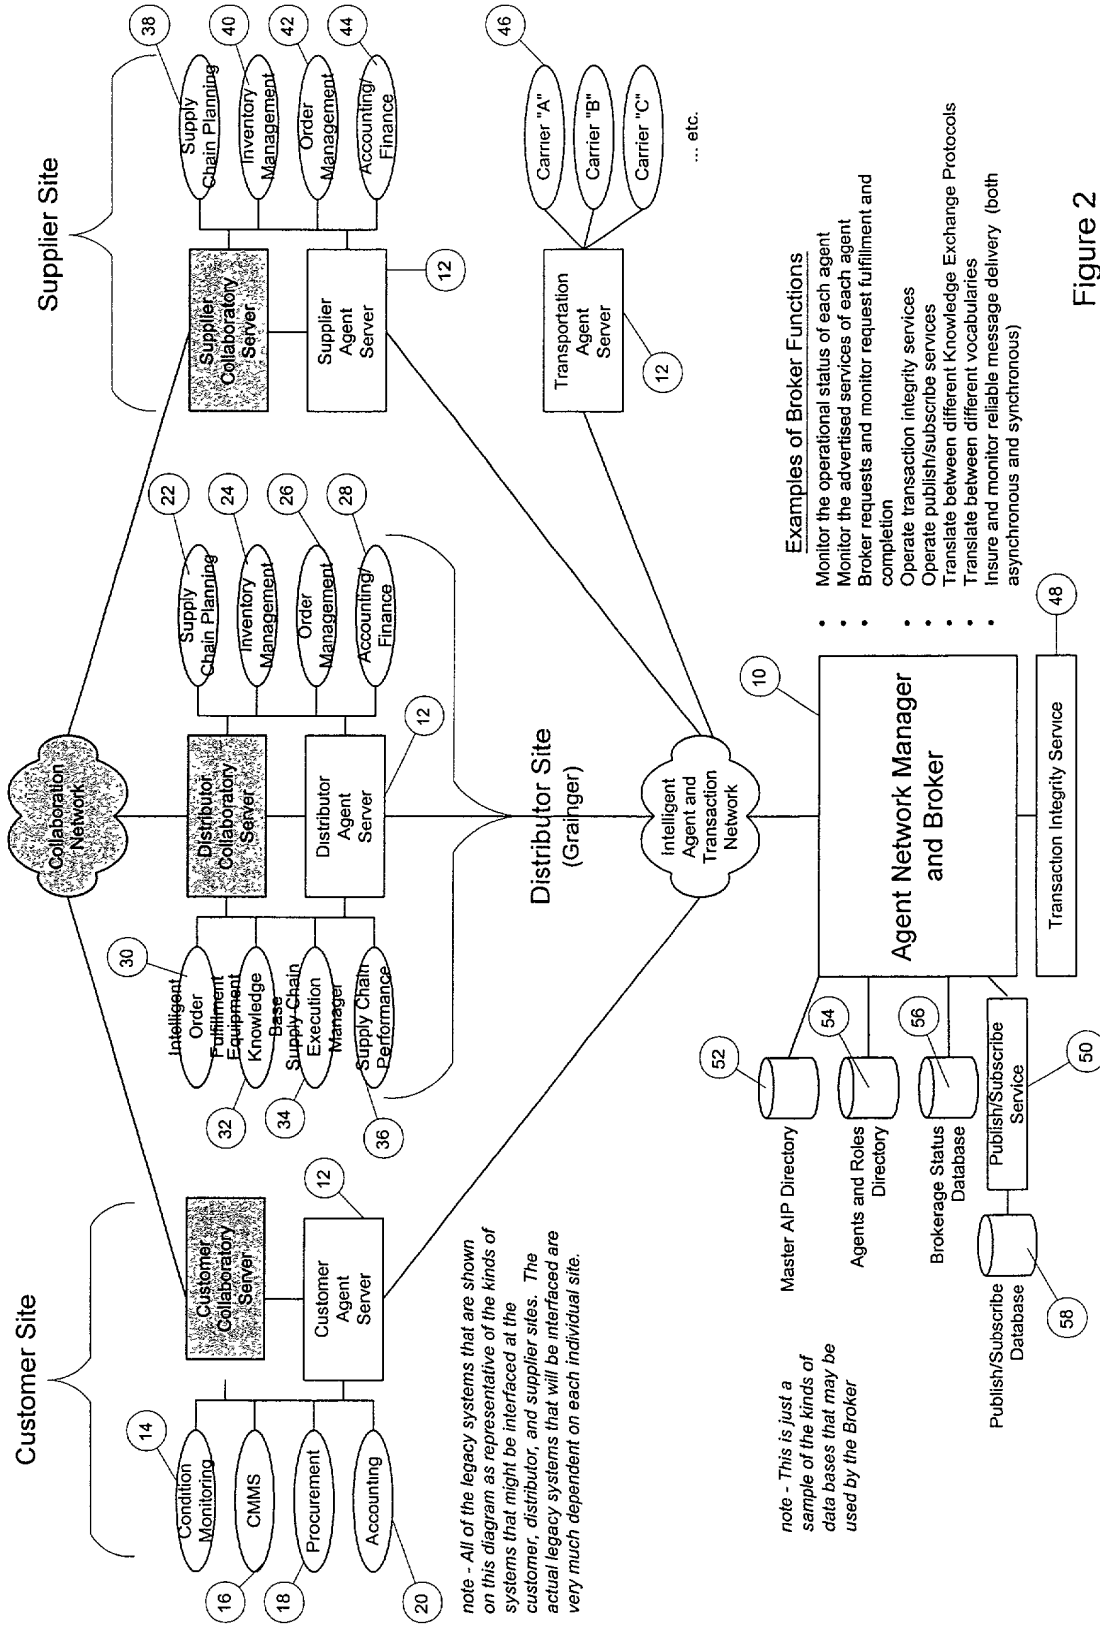 Customer Site
Supplier Site
Collaboration
Network
14
Condition
Monitoring
CMMS
16
Procurement
18
Accounting
20
Customer
Collaboratory
Server
Customer
Agent
Server
12
30
Intelligent
Order
Fulfillment
Equipment
Knowledge
Base
32
Supply Chain
Execution
Manager
34
Supply Chain
Performance
36
Distributor
Collaboratory
Server
Distributor
Agent
Server
12
Supply
Chain Planning
22
Inventory
Management
24
Order
Management
26
Accounting/
Finance
28
Distributor Site
(Grainger)
Supplier
Collaboratory
Server
Supplier
Agent
Server
12
Supply
Chain Planning
38
Inventory
Management
40
Order
Management
42
Accounting/
Finance
44
note - All of the legacy systems that are shown
on this diagram as representative of the kinds of
systems that might be interfaced at the
customer, distributor, and supplier sites. The
actual legacy systems that will be interfaced are
very much dependent on each individual site.
Intelligent
Agent and
Transaction
Network
Transportation
Agent
Server
12
46
Carrier "A"
Carrier "B"
Carrier "C"
... etc.
note - This is just a
sample of the kinds of
data bases that may be
used by the Broker
Master AIP Directory
52
Agents and Roles
Directory
54
Brokerage Status
Database
56
Publish/Subscribe
Service
50
Publish/Subscribe
Database
58
Agent Network Manager
and Broker
10
Transaction Integrity Service
48
Examples of Broker Functions
• Monitor the operational status of each agent
• Monitor the advertised services of each agent
• Broker requests and monitor request fulfillment and
completion
• Operate transaction integrity services
• Operate publish/subscribe services
• Translate between different Knowledge Exchange Protocols
• Translate between different vocabularies
• Insure and monitor reliable message delivery (both
asynchronous and synchronous)
Figure 2